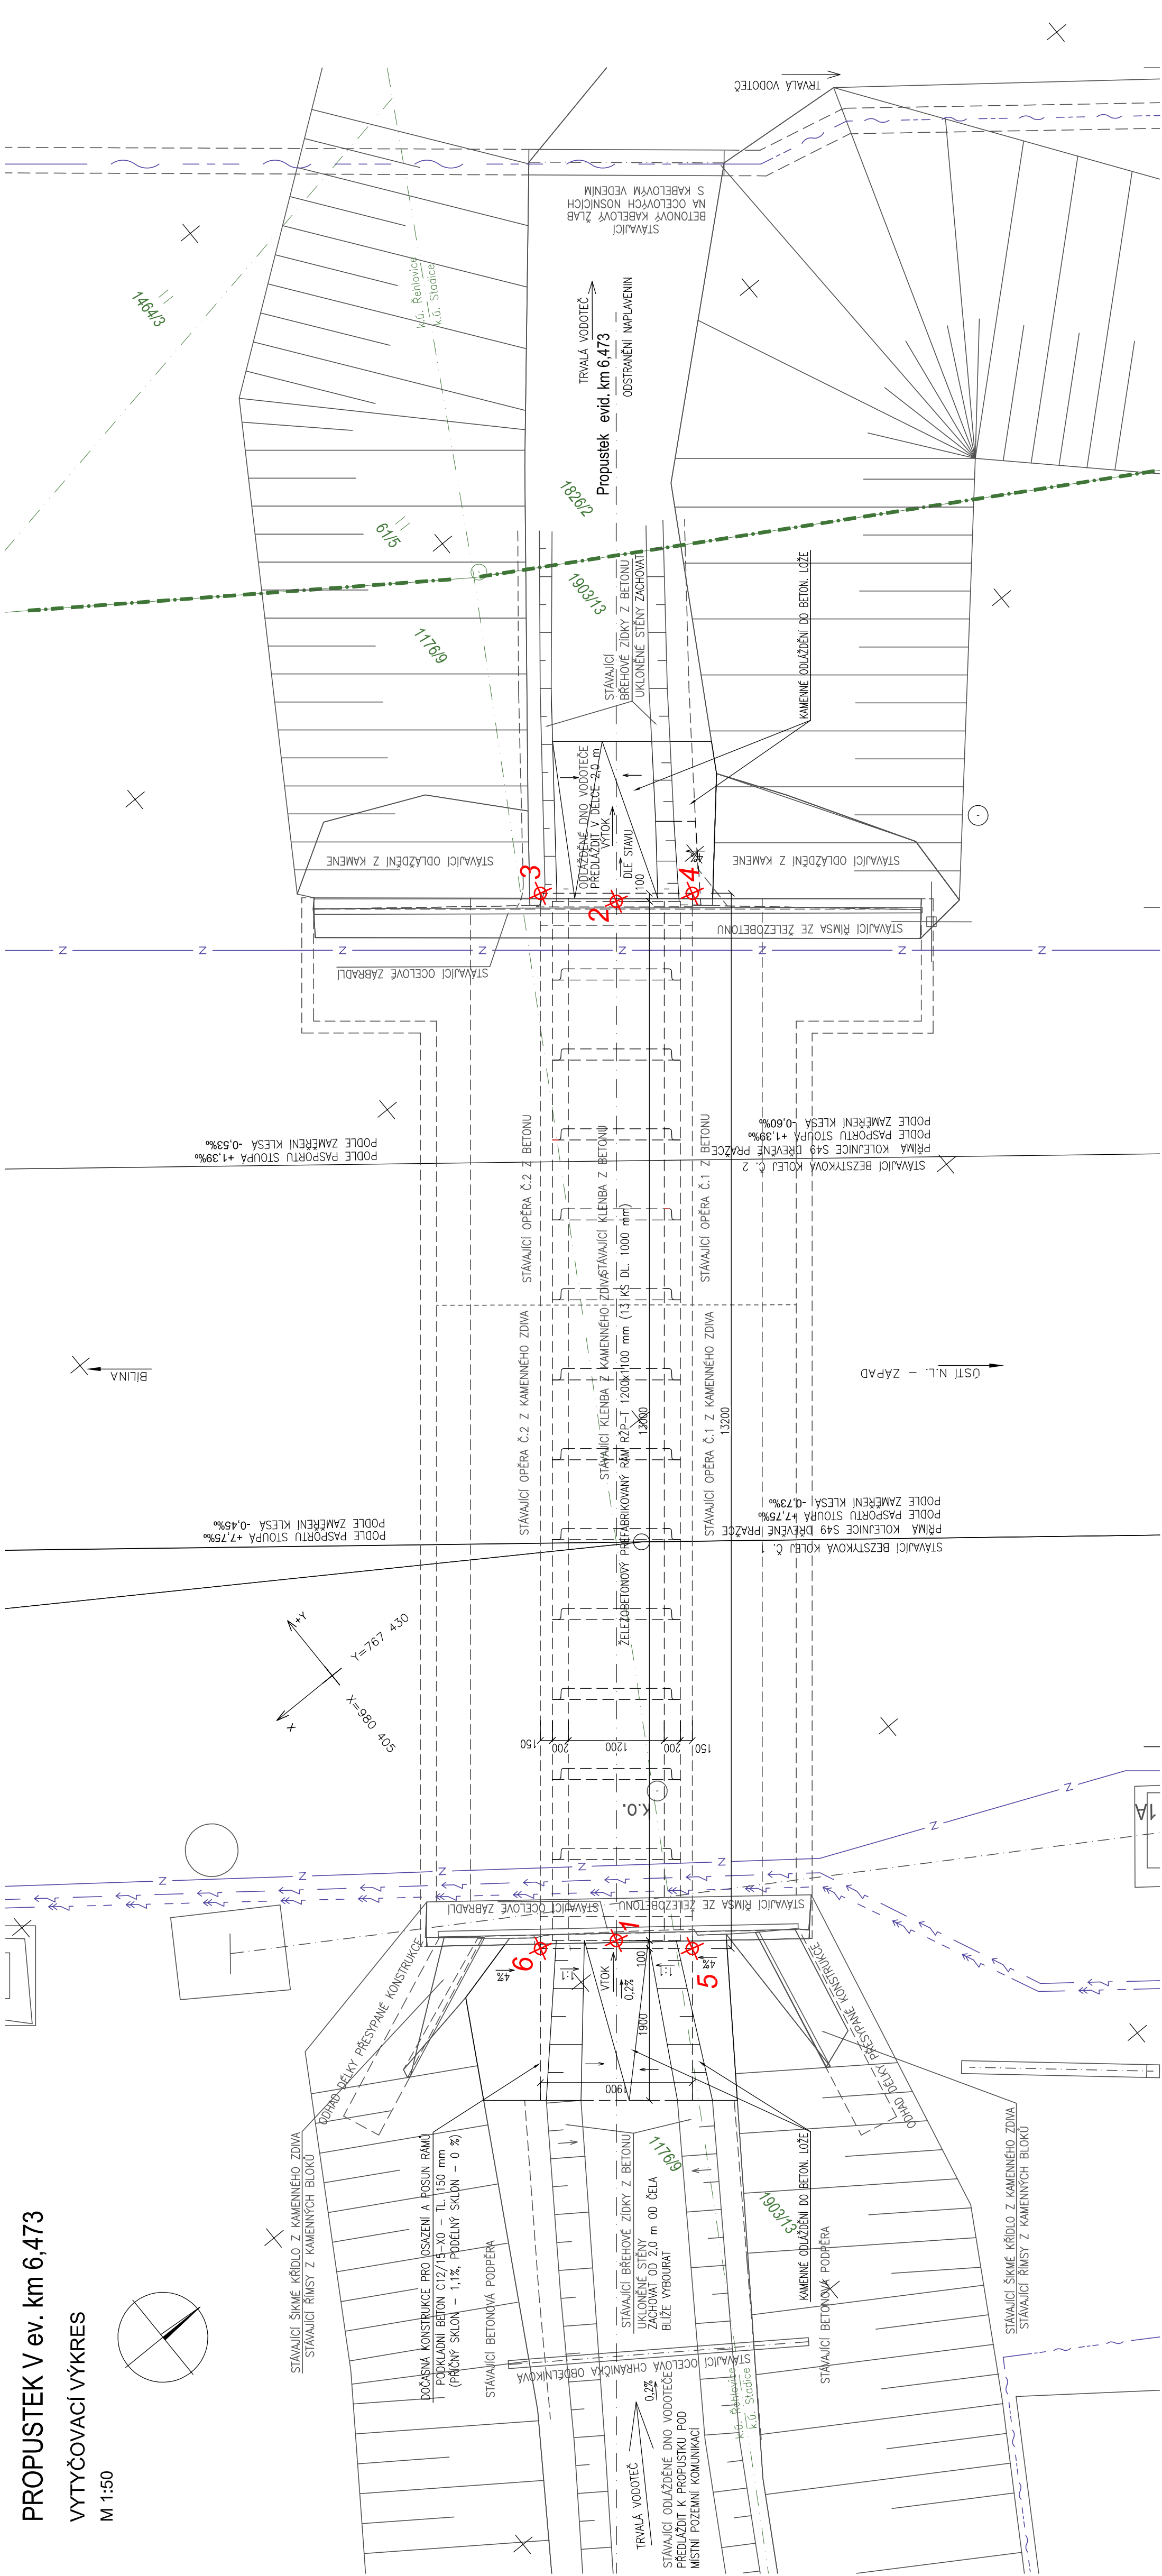 PROPUSTEK V ev. km 6,473
VYTYČOVACÍ VÝKRES
M 1:50
TRVALÁ VODOTEČ
STÁVAJÍCÍ
BETONOVÝ KABELOVÝ ŽLAB
NA OCELOVÝCH NOSNÍCÍCH
S KABELOVÝM VEDENÍM
1464/3
k.ú. Řehlovice
k.ú. Stadice
TRVALÁ VODOTEČ
Propustek evid. km 6,473
ODSTRANĚNÍ NAPLAVENIN
1826/2
61/5
1903/13
1176/9
STÁVAJÍCÍ
BŘEHOVÉ ZÍDKY Z BETONU
UKLONĚNÉ STĚNY ZACHOVAT
KAMENNÉ ODLÁŽDĚNÍ DO BETON. LOŽE
ODLÁŽDĚNÉ DNO VODOTEČE
PŘEDLÁŽDIT V DÉLCE 2,0 m
VÝTOK
DLE STAVU
100
4%
STÁVAJÍCÍ ODLÁŽDĚNÍ Z KAMENE
STÁVAJÍCÍ ODLÁŽDĚNÍ Z KAMENE
3
2
4
STÁVAJÍCÍ ŘÍMSA ZE ŽELEZOBETONU
Z Z Z Z Z Z Z Z
STÁVAJÍCÍ OCELOVÉ ZÁBRADLÍ
PODLE PASPORTU STOUPÁ +1,39‰
PODLE ZAMĚŘENÍ KLESÁ -0,53‰
STÁVAJÍCÍ BEZSTYKOVÁ KOLEJ Č. 2
PŘÍMÁ KOLEJNICE S49 DŘEVĚNÉ PRAŽCE
PODLE PASPORTU STOUPÁ +1,39‰
PODLE ZAMĚŘENÍ KLESÁ -0,60‰
STÁVAJÍCÍ OPĚRA Č.2 Z BETONU
STÁVAJÍCÍ KLENBA Z BETONU
STÁVAJÍCÍ OPĚRA Č.1 Z BETONU
STÁVAJÍCÍ OPĚRA Č.2 Z KAMENNÉHO ZDIVA
STÁVAJÍCÍ KLENBA Z KAMENNÉHO ZDIVA
ŽELEZOBETONOVÝ PREFABRIKOVANÝ RÁM RŽP-T 1200x1100 mm (13 KS DL. 1000 mm)
STÁVAJÍCÍ OPĚRA Č.1 Z KAMENNÉHO ZDIVA
13000
13200
BÍLINA
ÚSTÍ N.L. - ZÁPAD
PODLE PASPORTU STOUPÁ +7,75‰
PODLE ZAMĚŘENÍ KLESÁ -0,45‰
STÁVAJÍCÍ BEZSTYKOVÁ KOLEJ Č. 1
PŘÍMÁ KOLEJNICE S49 DŘEVĚNÉ PRAŽCE
PODLE PASPORTU STOUPÁ +7,75‰
PODLE ZAMĚŘENÍ KLESÁ -0,73‰
+Y
X
Y=767 430
X=980 405
150 200 1200 200 150
K.O.
1A
Z Z Z Z Z Z Z
STÁVAJÍCÍ OCELOVÉ ZÁBRADLÍ
STÁVAJÍCÍ ŘÍMSA ZE ŽELEZOBETONU
6
1
5
4%
1:1
VTOK
0,2%
100
1:1
4%
1900
1900
ODHAD DÉLKY PŘESYPANÉ KONSTRUKCE
ODHAD DÉLKY PŘESYPANÉ KONSTRUKCE
STÁVAJÍCÍ ŠIKMÉ KŘÍDLO Z KAMENNÉHO ZDIVA
STÁVAJÍCÍ ŘÍMSY Z KAMENNÝCH BLOKŮ
DOČASNÁ KONSTRUKCE PRO OSAZENÍ A POSUN RÁMŮ
PODKLADNÍ BETON C12/15-X0 - TL. 150 mm
(PŘÍČNÝ SKLON - 1,1%, PODÉLNÝ SKLON - 0 %)
STÁVAJÍCÍ BETONOVÁ PODPĚRA
STÁVAJÍCÍ BŘEHOVÉ ZÍDKY Z BETONU
UKLONĚNÉ STĚNY
ZACHOVAT OD 2,0 m OD ČELA
BLÍŽE VYBOURAT
1176/9
1903/13
KAMENNÉ ODLÁŽDĚNÍ DO BETON. LOŽE
STÁVAJÍCÍ BETONOVÁ PODPĚRA
STÁVAJÍCÍ ŠIKMÉ KŘÍDLO Z KAMENNÉHO ZDIVA
STÁVAJÍCÍ ŘÍMSY Z KAMENNÝCH BLOKŮ
STÁVAJÍCÍ OCELOVÁ CHRÁNIČKA OBDÉLNÍKOVÁ
k.ú. Řehlovice
k.ú. Stadice
0,2%
TRVALÁ VODOTEČ
STÁVAJÍCÍ ODLÁŽDĚNÉ DNO VODOTEČE
PŘEDLÁŽDIT K PROPUSTKU POD
MÍSTNÍ POZEMNÍ KOMUNIKACÍ